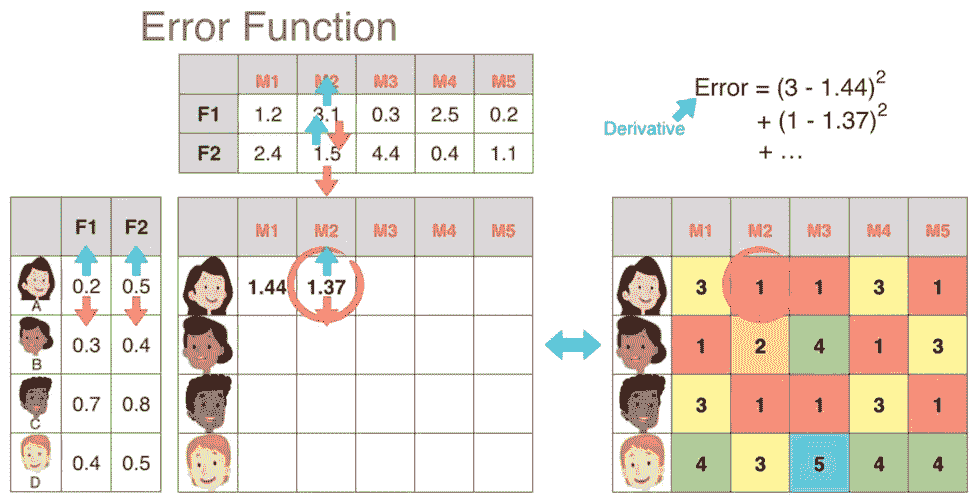 Error Function
M1 M2 M3 M4 M5
F1 1.2 3.1 0.3 2.5 0.2
F2 2.4 1.5 4.4 0.4 1.1
Error = (3 - 1.44)²
Derivative
+ (1 - 1.37)²
+ ...
F1 F2
A 0.2 0.5
B 0.3 0.4
C 0.7 0.8
D 0.4 0.5
M1 M2 M3 M4 M5
1.44 1.37
M1 M2 M3 M4 M5
3 1 1 3 1
1 2 4 1 3
3 1 1 3 1
4 3 5 4 4